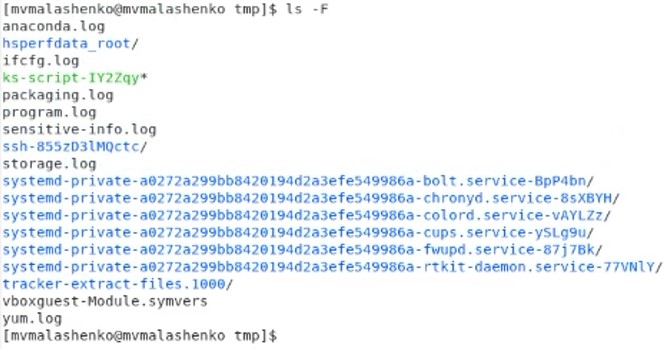 [mvmalashenko@mvmalashenko tmp]$ ls -F
anaconda.log
hsperfdata_root/
ifcfg.log
ks-script-IY2Zqy*
packaging.log
program.log
sensitive-info.log
ssh-855zD3lMQctc/
storage.log
systemd-private-a0272a299bb8420194d2a3efe549986a-bolt.service-BpP4bn/
systemd-private-a0272a299bb8420194d2a3efe549986a-chronyd.service-8sXBYH/
systemd-private-a0272a299bb8420194d2a3efe549986a-colord.service-vAYLZz/
systemd-private-a0272a299bb8420194d2a3efe549986a-cups.service-ySLg9u/
systemd-private-a0272a299bb8420194d2a3efe549986a-fwupd.service-87j7Bk/
systemd-private-a0272a299bb8420194d2a3efe549986a-rtkit-daemon.service-77VNlY/
tracker-extract-files.1000/
vboxguest-Module.symvers
yum.log
[mvmalashenko@mvmalashenko tmp]$